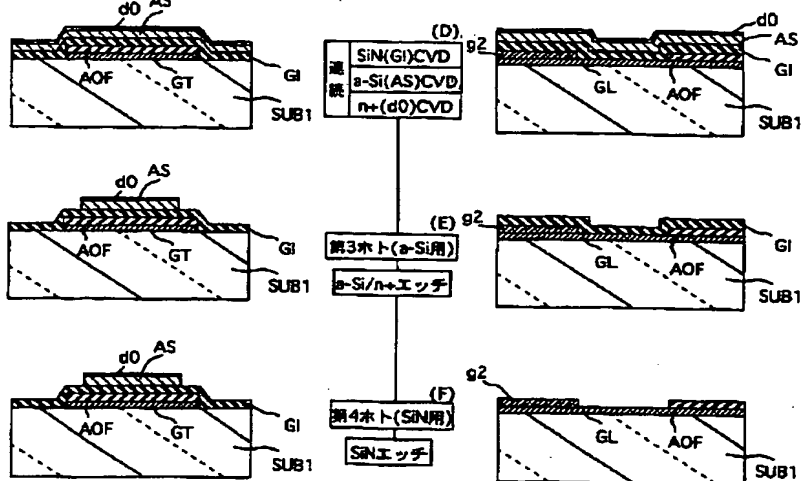 d0 AS
AOF GT GI
SUB1
(D)
連続
SiN(GI)CVD
a-Si(AS)CVD
n+(d0)CVD
d0
g2 AS
GI
GL AOF
SUB1
d0 AS
AOF GT GI
SUB1
(E)
第3ホト(a-Si用)
a-Si/n+エッチ
g2
GI
GL AOF
SUB1
d0 AS
AOF GT GI
SUB1
(F)
第4ホト(SiN用)
SiNエッチ
g2
GL AOF
SUB1